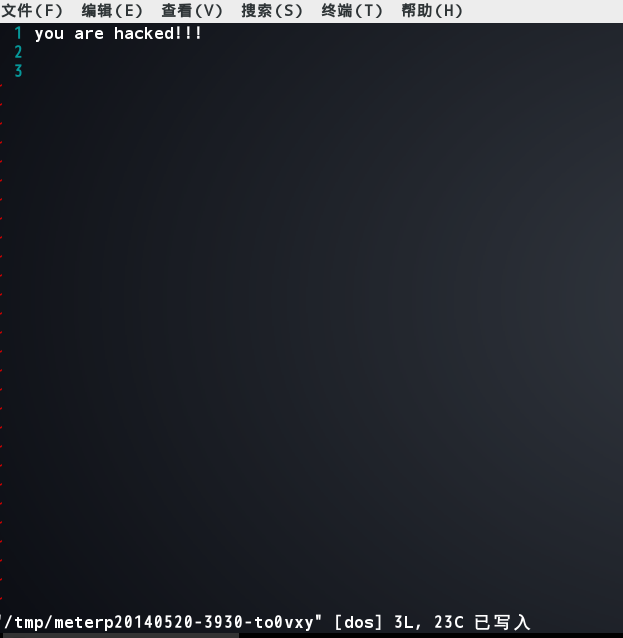 文件(F) 编辑(E) 查看(V) 搜索(S) 终端(T) 帮助(H)
1 you are hacked!!!
2
3
"/tmp/meterp20140520-3930-to0vxy" [dos] 3L, 23C 已写入